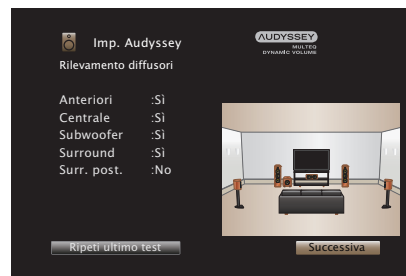 Imp. Audyssey
AUDYSSEY
MULTEQ
DYNAMIC VOLUME
Rilevamento diffusori
Anteriori :Sì
Centrale :Sì
Subwoofer :Sì
Surround :Sì
Surr. post. :No
Ripeti ultimo test
Successiva